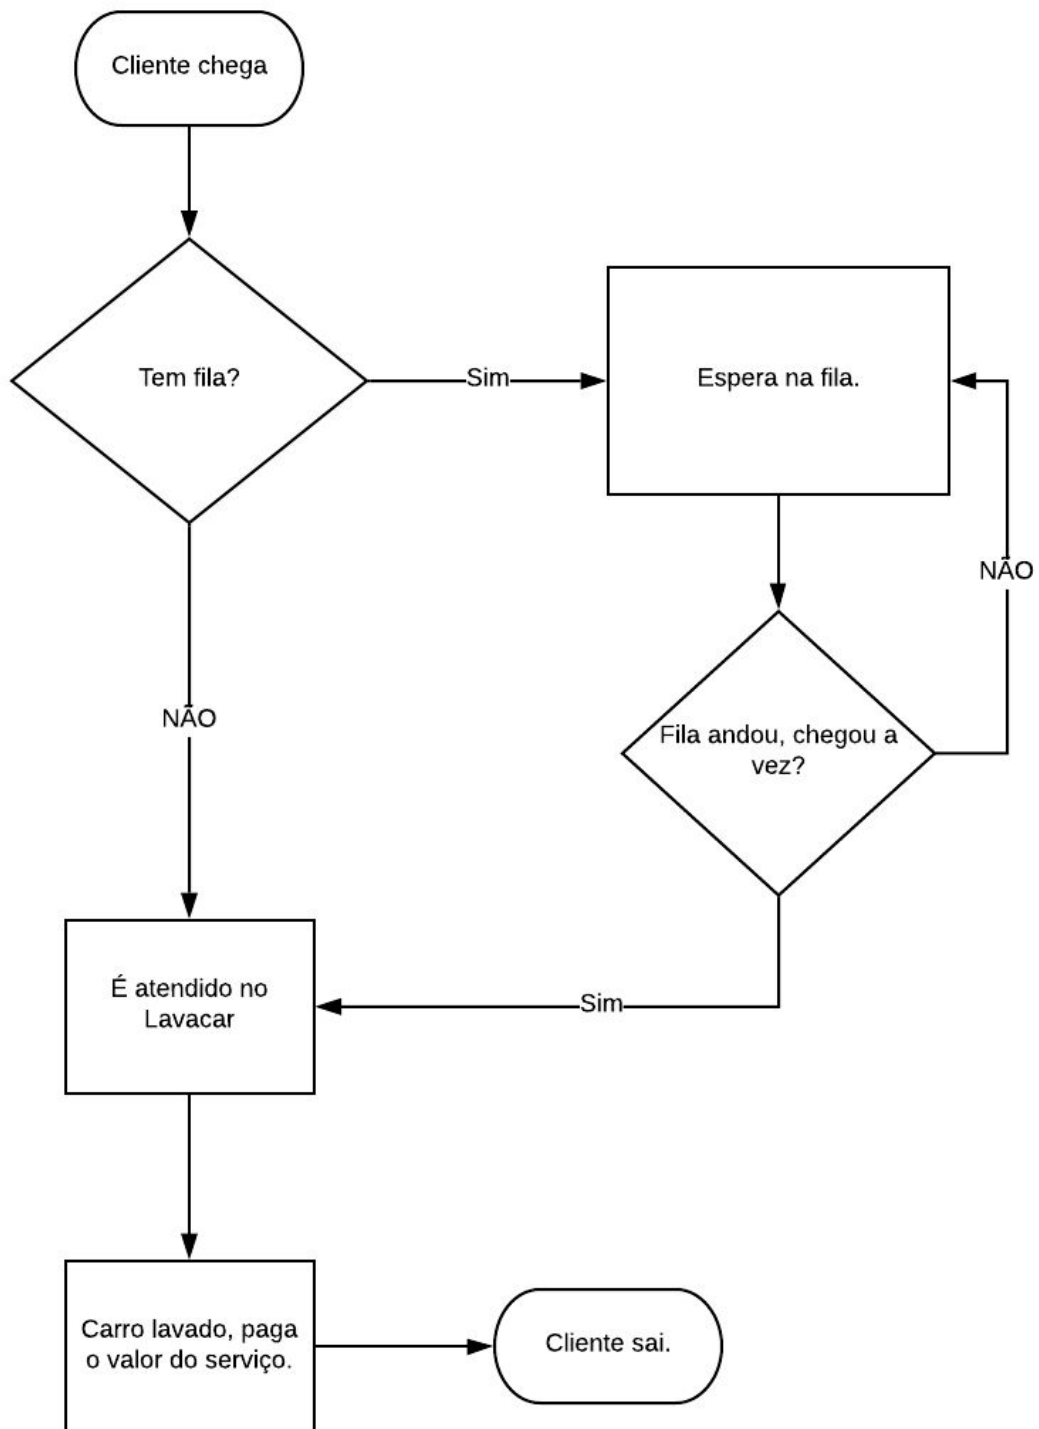 Cliente chega
Tem fila?
Sim
Espera na fila.
NÃO
NÃO
Fila andou, chegou a
vez?
É atendido no
Lavacar
Sim
Carro lavado, paga
o valor do serviço.
Cliente sai.